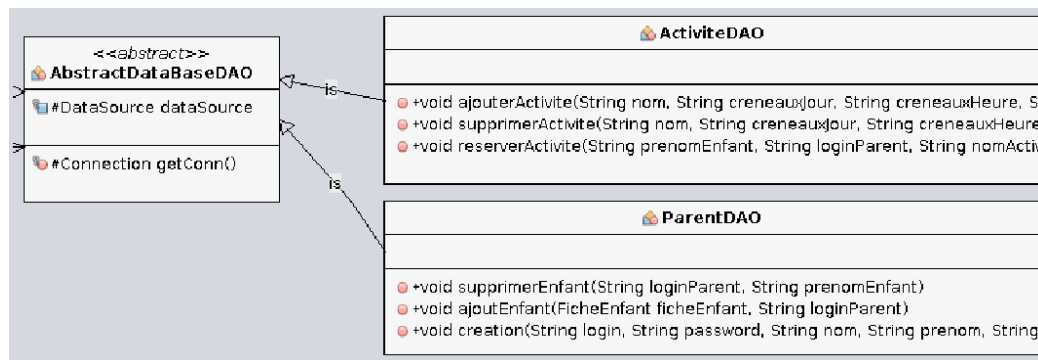 <<abstract>>
AbstractDataBaseDAO
#DataSource dataSource
#Connection getConn()
is
is
ActiviteDAO
+void ajouterActivite(String nom, String creneauxJour, String creneauxHeure, S
+void supprimerActivite(String nom, String creneauxJour, String creneauxHeure
+void reserverActivite(String prenomEnfant, String loginParent, String nomActiv
ParentDAO
+void supprimerEnfant(String loginParent, String prenomEnfant)
+void ajoutEnfant(FicheEnfant ficheEnfant, String loginParent)
+void creation(String login, String password, String nom, String prenom, String